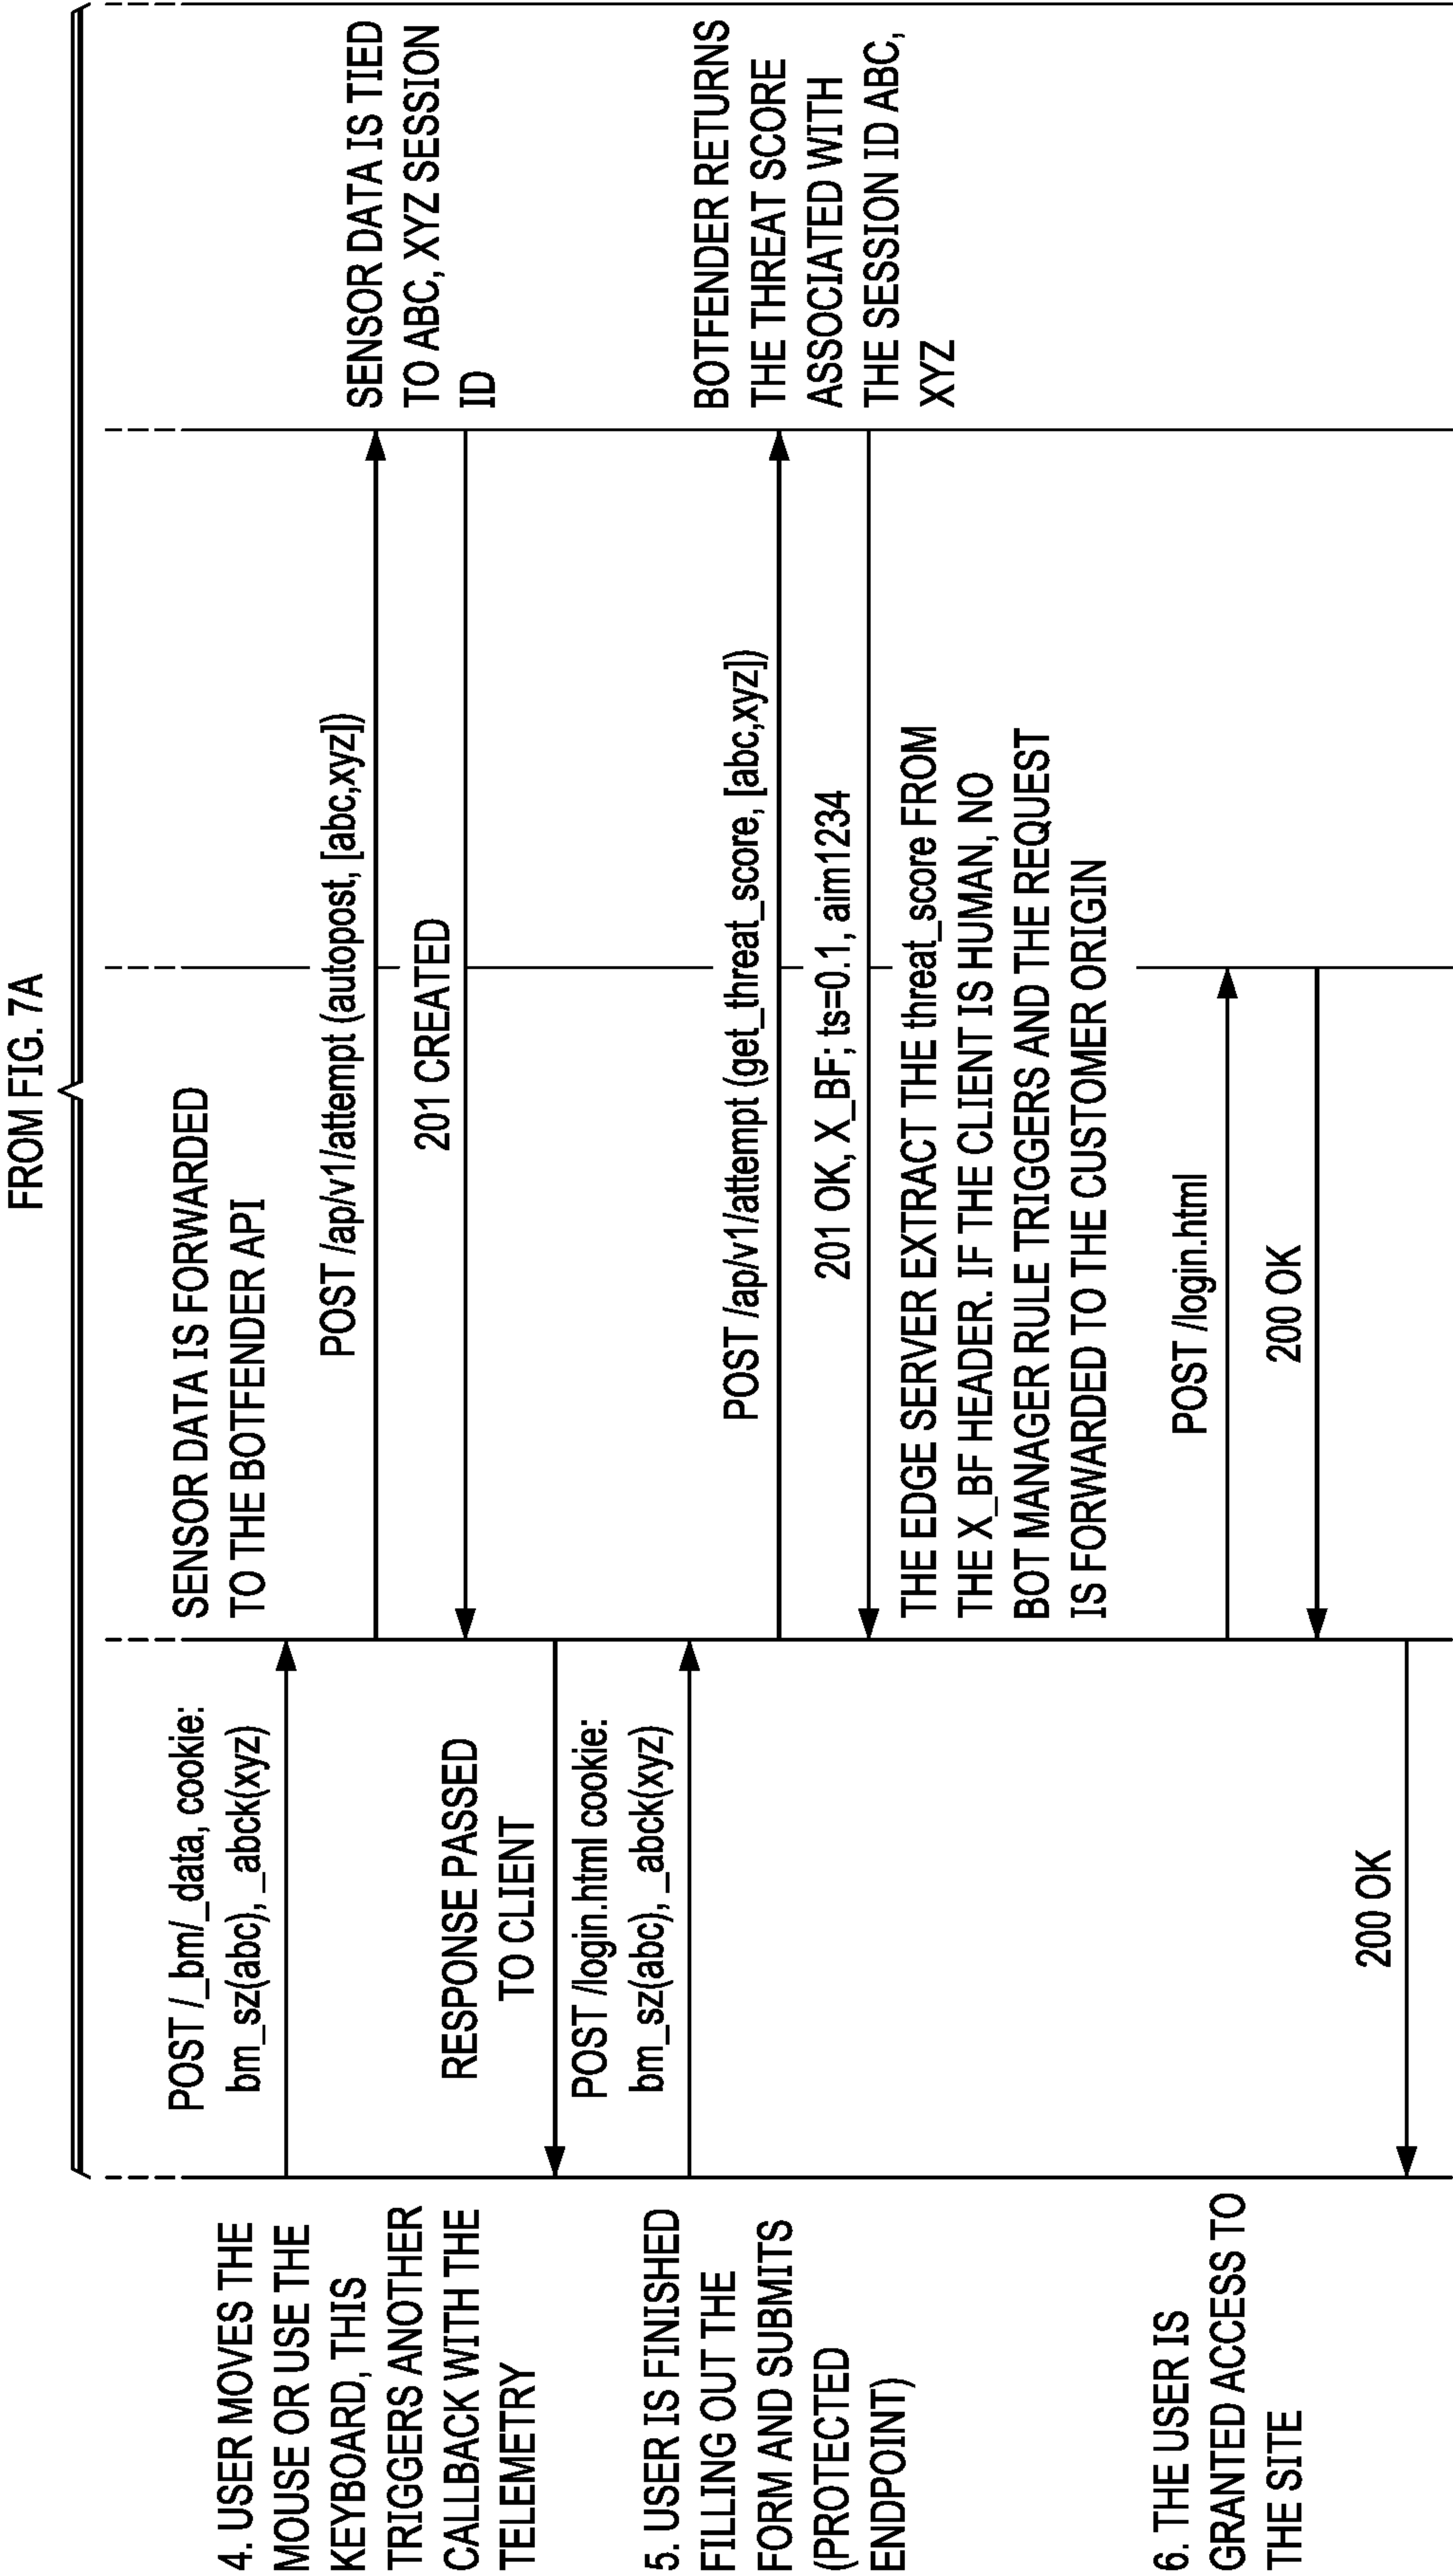 FROM FIG. 7A
4. USER MOVES THE
MOUSE OR USE THE
KEYBOARD, THIS
TRIGGERS ANOTHER
CALLBACK WITH THE
TELEMETRY
POST /_bm/_data, cookie:
bm_sz(abc), _abck(xyz)
SENSOR DATA IS FORWARDED
TO THE BOTFENDER API
POST /ap/v1/attempt (autopost, [abc,xyz])
SENSOR DATA IS TIED
TO ABC, XYZ SESSION
ID
201 CREATED
RESPONSE PASSED
TO CLIENT
5. USER IS FINISHED
FILLING OUT THE
FORM AND SUBMITS
(PROTECTED
ENDPOINT)
POST /login.html cookie:
bm_sz(abc), _abck(xyz)
POST /ap/v1/attempt (get_threat_score, [abc,xyz])
BOTFENDER RETURNS
THE THREAT SCORE
ASSOCIATED WITH
THE SESSION ID ABC,
XYZ
201 OK, X_BF; ts=0.1, aim1234
THE EDGE SERVER EXTRACT THE threat_score FROM
THE X_BF HEADER. IF THE CLIENT IS HUMAN, NO
BOT MANAGER RULE TRIGGERS AND THE REQUEST
IS FORWARDED TO THE CUSTOMER ORIGIN
POST /login.html
200 OK
6. THE USER IS
GRANTED ACCESS TO
THE SITE
200 OK